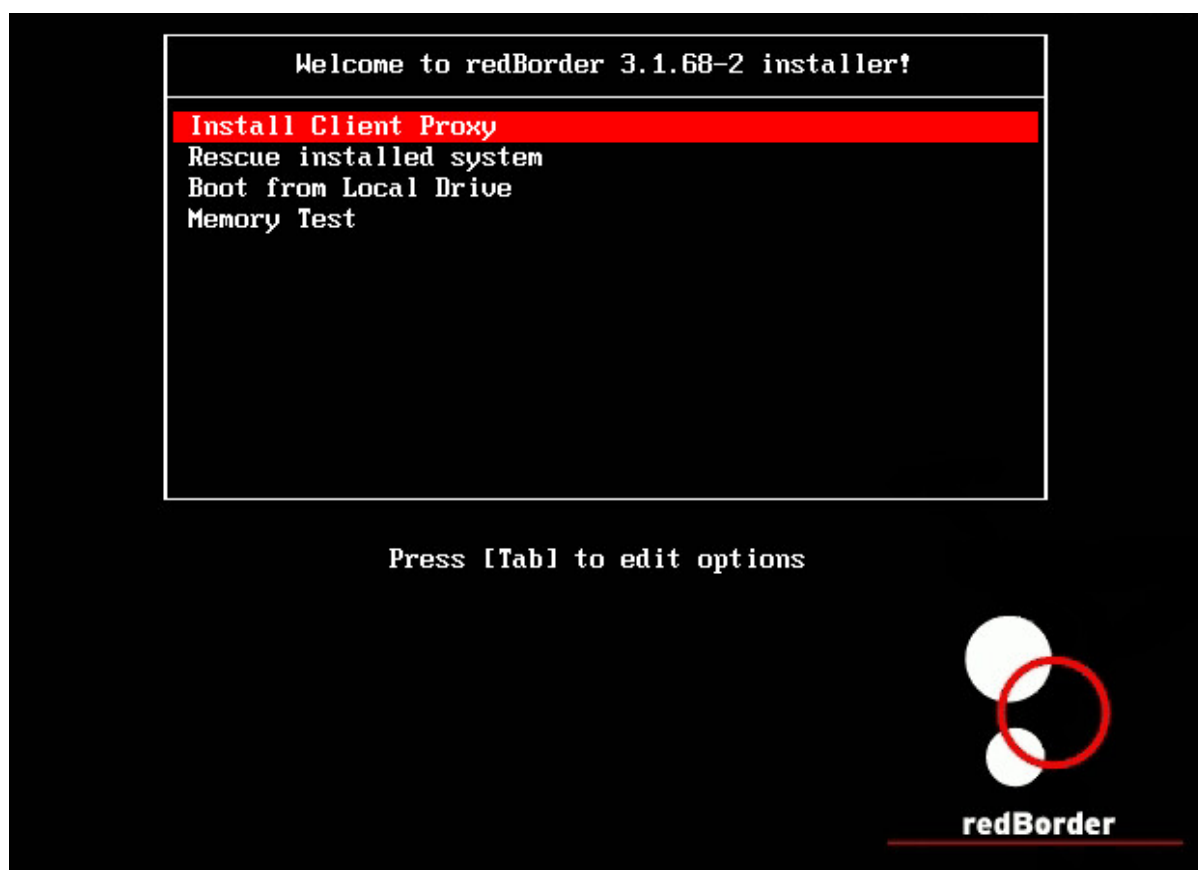 Welcome to redBorder 3.1.68-2 installer!
Install Client Proxy
Rescue installed system
Boot from Local Drive
Memory Test
Press [Tab] to edit options
redBorder